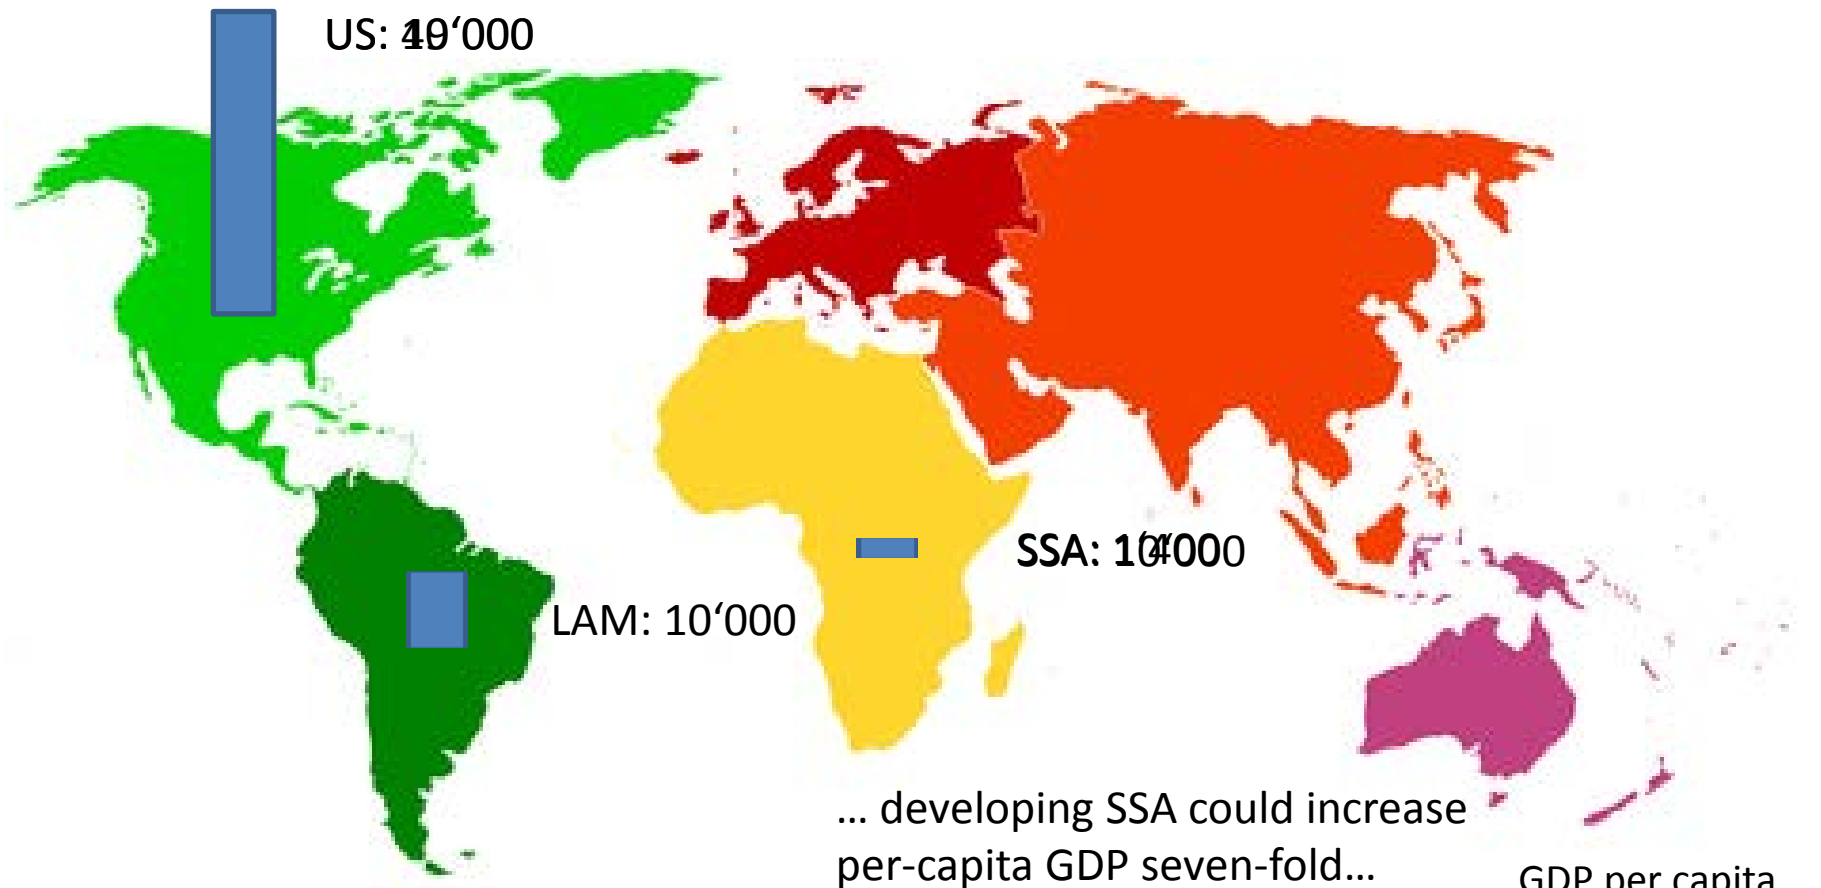 US:
LAM: 10‘000
SSA:
… developing SSA could increase
per-capita GDP seven-fold…
GDP per capita